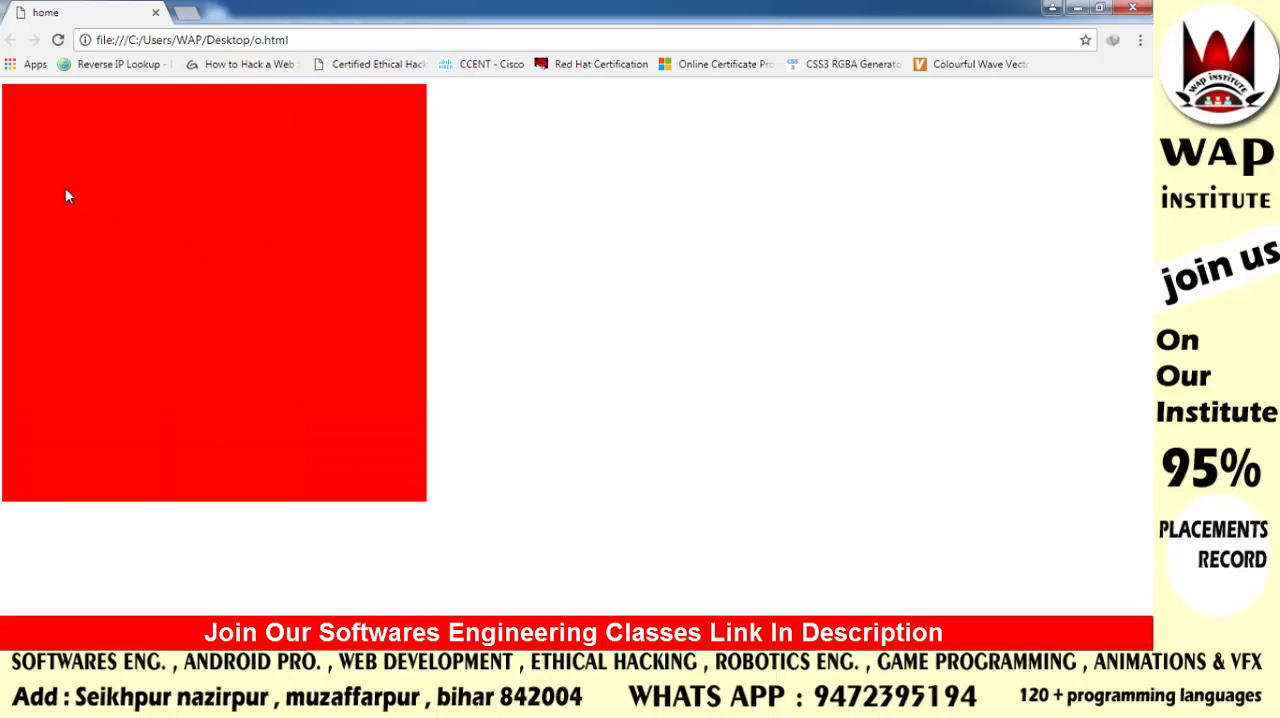 home
file:///C:/Users/WAP/Desktop/o.html
Apps Reverse IP Lookup - How to Hack a Web Certified Ethical Hac CCENT - Cisco Red Hat Certification Online Certificate Pro CSS3 RGBA Generato Colourful Wave Vect
WAP INSTITUTE
WAP
INSTITUTE
join us
On
Our
Institute
95%
PLACEMENTS
RECORD
Join Our Softwares Engineering Classes Link In Description
SOFTWARES ENG. , ANDROID PRO. , WEB DEVELOPMENT , ETHICAL HACKING , ROBOTICS ENG. , GAME PROGRAMMING , ANIMATIONS & VFX
Add : Seikhpur nazirpur , muzaffarpur , bihar 842004 WHATS APP : 9472395194 120 + programming languages